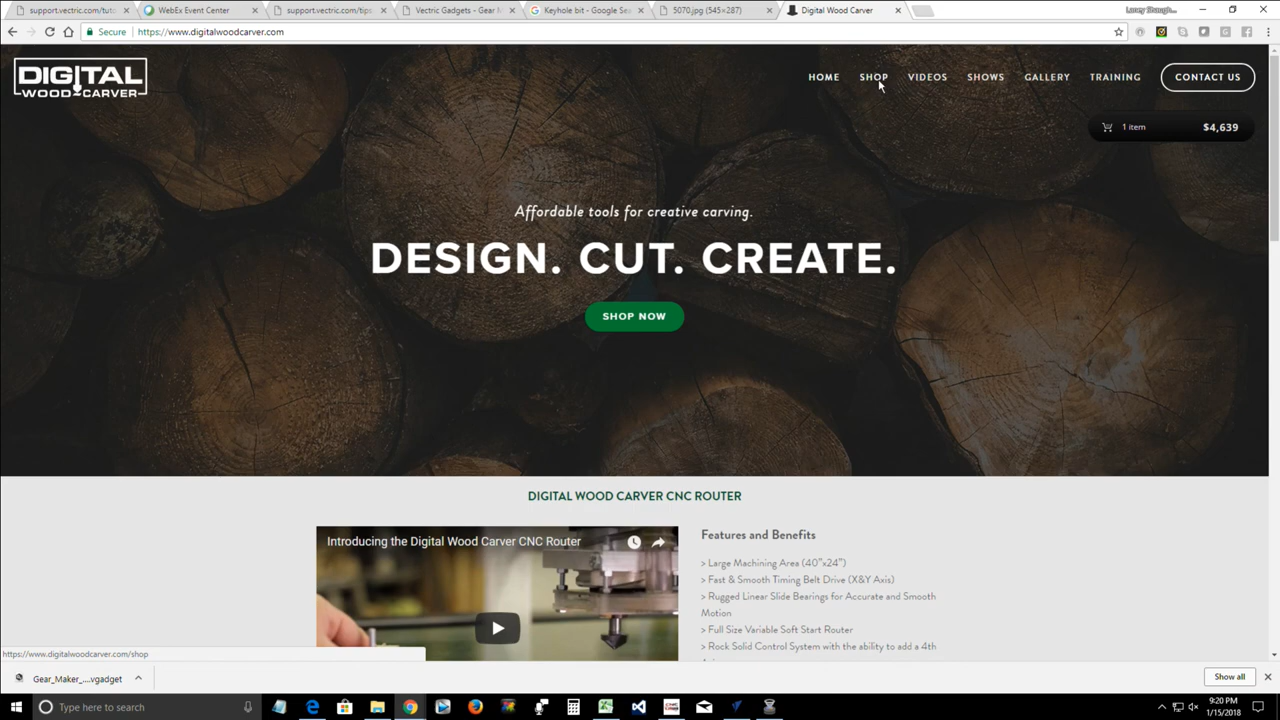 support.vectric.com/tuto
WebEx Event Center
support.vectric.com/tips
Vectric Gadgets - Gear M
Keyhole bit - Google Sea
5070.jpg (545×287)
Digital Wood Carver
Secure
https://www.digitalwoodcarver.com
DIGITAL
WOOD CARVER
HOME
SHOP
VIDEOS
SHOWS
GALLERY
TRAINING
CONTACT US
1 item
$4,639
Affordable tools for creative carving.
DESIGN. CUT. CREATE.
SHOP NOW
DIGITAL WOOD CARVER CNC ROUTER
Introducing the Digital Wood Carver CNC Router
Features and Benefits
> Large Machining Area (40"x24")
> Fast & Smooth Timing Belt Drive (X&Y Axis)
> Rugged Linear Slide Bearings for Accurate and Smooth
Motion
> Full Size Variable Soft Start Router
> Rock Solid Control System with the ability to add a 4th
https://www.digitalwoodcarver.com/shop
Gear_Maker_....vgadget
Show all
Type here to search
9:20 PM
1/15/2018